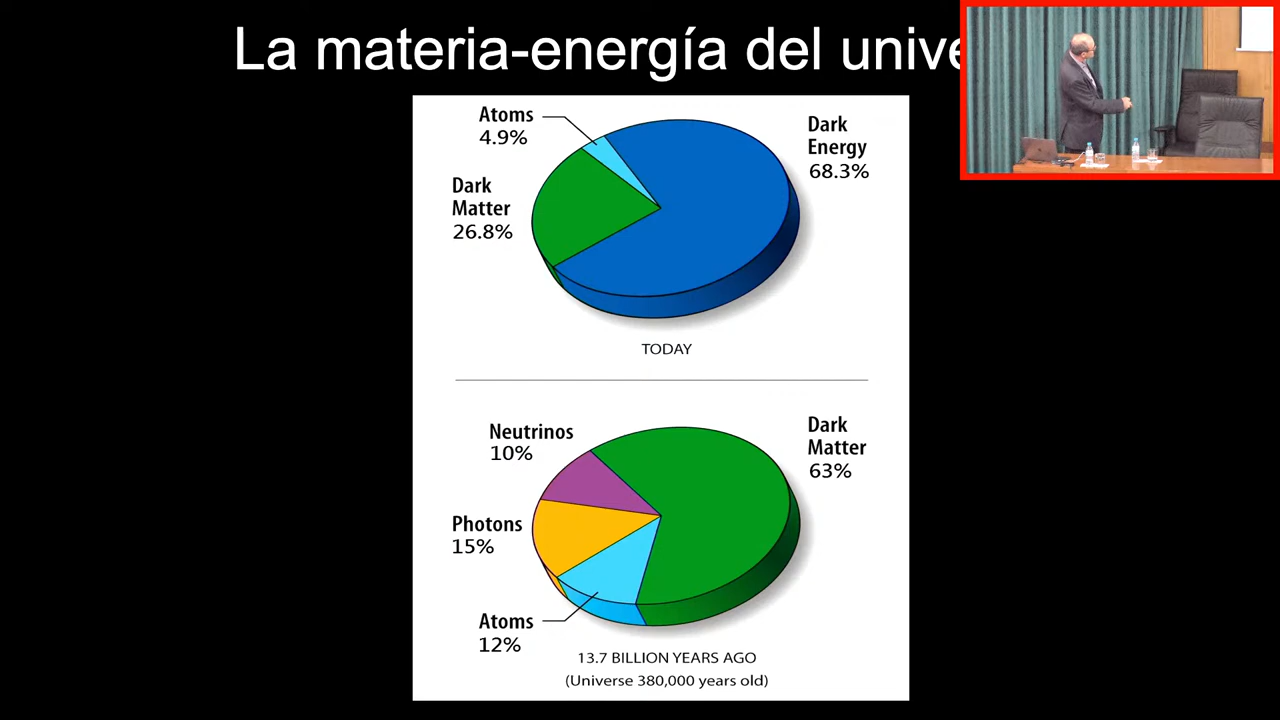 La materia-energía del unive
Atoms
4.9%
Dark
Energy
68.3%
Dark
Matter
26.8%
TODAY
Neutrinos
10%
Dark
Matter
63%
Photons
15%
Atoms
12%
13.7 BILLION YEARS AGO
(Universe 380,000 years old)